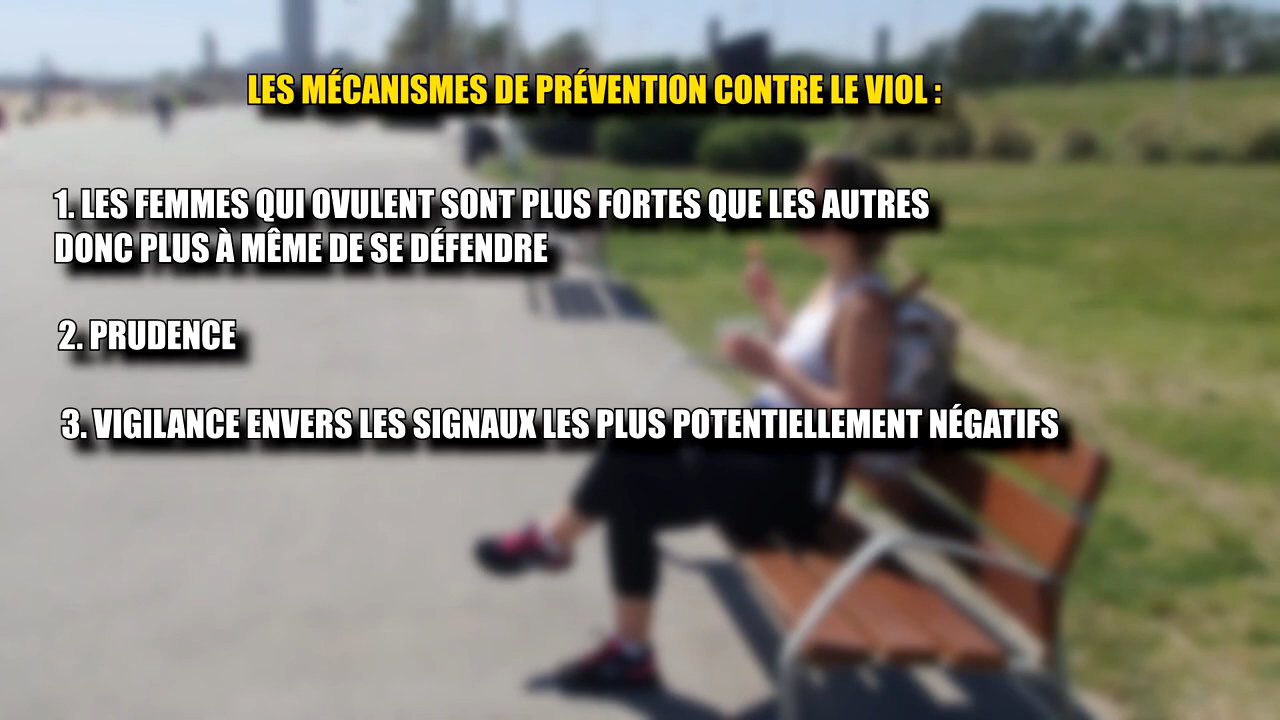 LES MÉCANISMES DE PRÉVENTION CONTRE LE VIOL :
1. LES FEMMES QUI OVULENT SONT PLUS FORTES QUE LES AUTRES
DONC PLUS À MÊME DE SE DÉFENDRE
2. PRUDENCE
3. VIGILANCE ENVERS LES SIGNAUX LES PLUS POTENTIELLEMENT NÉGATIFS